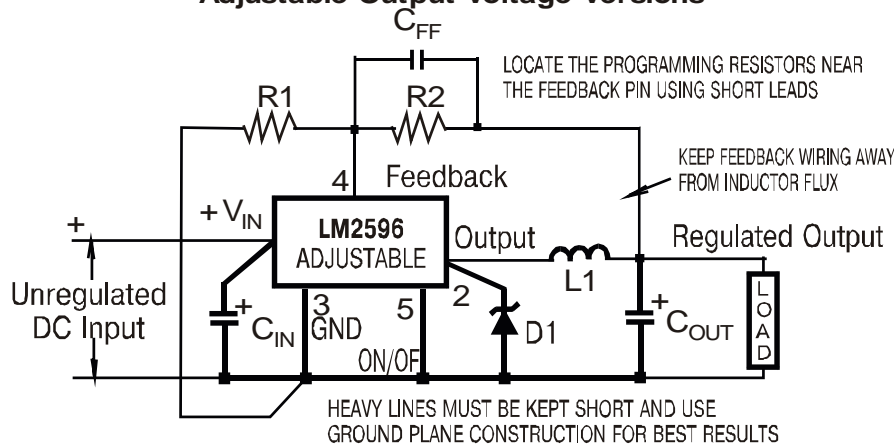 Adjustable Output Voltage Versions
CFF
LOCATE THE PROGRAMMING RESISTORS NEAR
THE FEEDBACK PIN USING SHORT LEADS
R1
R2
KEEP FEEDBACK WIRING AWAY
FROM INDUCTOR FLUX
4
Feedback
+VIN
LM2596
ADJUSTABLE
Output
Regulated Output
+
Unregulated
DC Input
L1
2
+
CIN
3
GND
5
ON/OF
D1
+
COUT
LOAD
HEAVY LINES MUST BE KEPT SHORT AND USE
GROUND PLANE CONSTRUCTION FOR BEST RESULTS